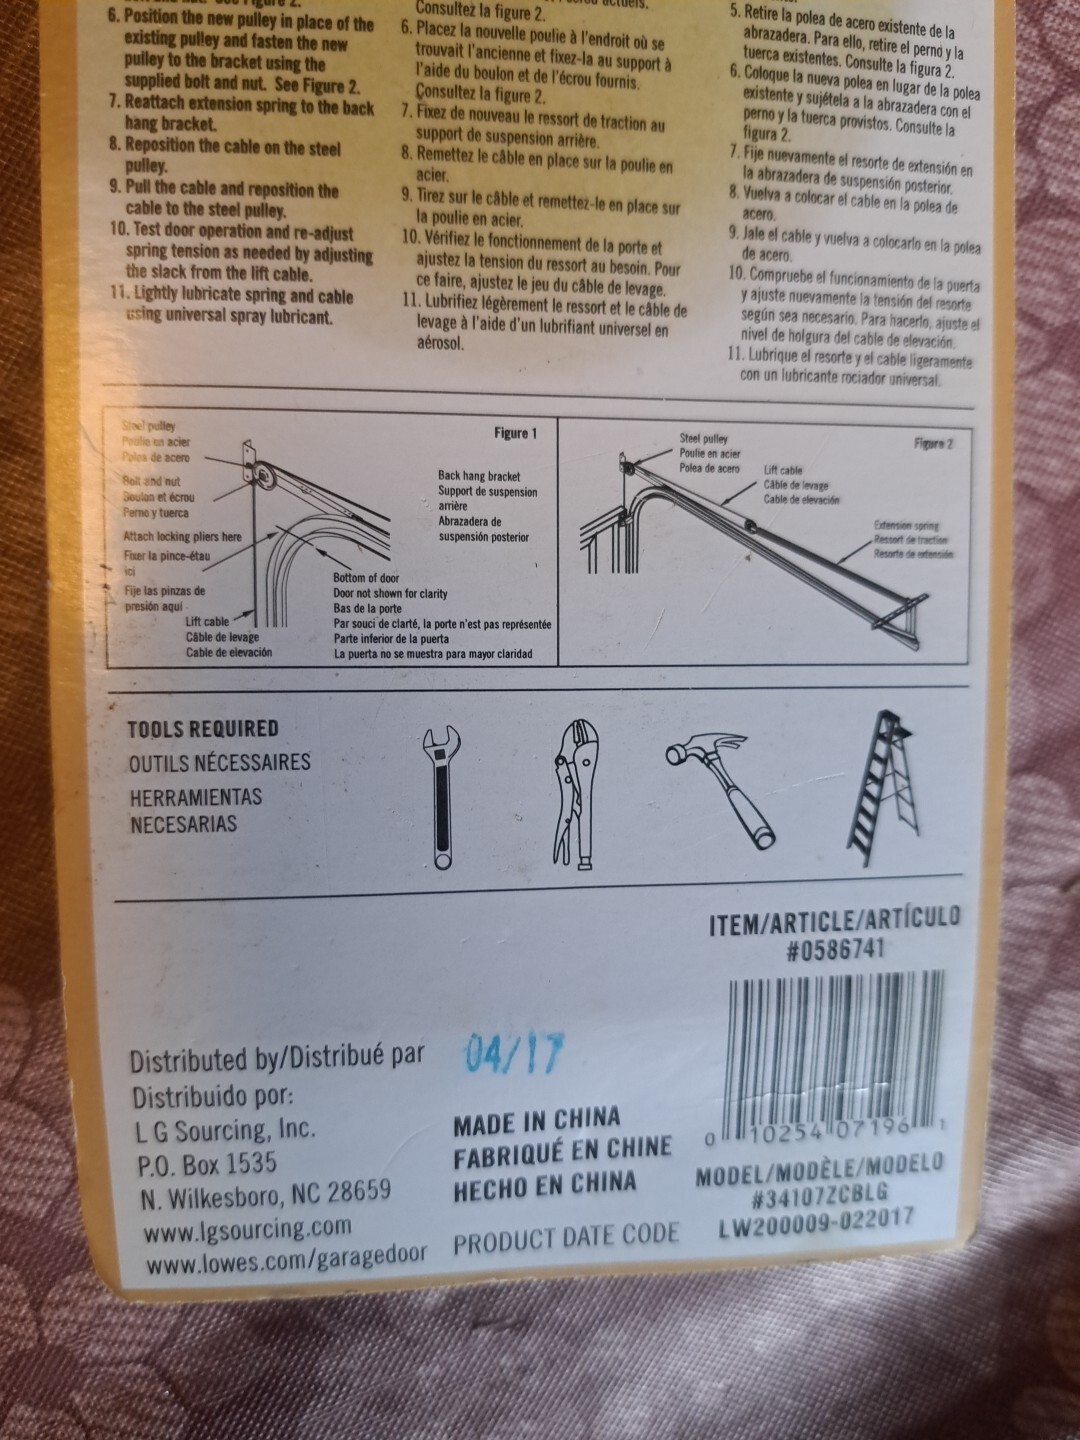 See Figure 2.
6. Position the new pulley in place of the
existing pulley and fasten the new
pulley to the bracket using the
supplied bolt and nut. See Figure 2.
7. Reattach extension spring to the back
hang bracket.
8. Reposition the cable on the steel
pulley.
9. Pull the cable and reposition the
cable to the steel pulley.
10. Test door operation and re-adjust
spring tension as needed by adjusting
the slack from the lift cable.
11. Lightly lubricate spring and cable
using universal spray lubricant.
Consultez la figure 2.
6. Placez la nouvelle poulie à l'endroit où se
trouvait l'ancienne et fixez-la au support à
l'aide du boulon et de l'écrou fournis.
Consultez la figure 2.
7. Fixez de nouveau le ressort de traction au
support de suspension arrière.
8. Remettez le câble en place sur la poulie en
acier.
9. Tirez sur le câble et remettez-le en place sur
la poulie en acier.
10. Vérifiez le fonctionnement de la porte et
ajustez la tension du ressort au besoin. Pour
ce faire, ajustez le jeu du câble de levage.
11. Lubrifiez légèrement le ressort et le câble de
levage à l'aide d'un lubrifiant universel en
aérosol.
5. Retire la polea de acero existente de la
abrazadera. Para ello, retire el perno y la
tuerca existentes. Consulte la figura 2.
6. Coloque la nueva polea en lugar de la polea
existente y sujétela a la abrazadera con el
perno y la tuerca provistos. Consulte la
figura 2.
7. Fije nuevamente el resorte de extensión en
la abrazadera de suspensión posterior.
8. Vuelva a colocar el cable en la polea de
acero.
9. Jale el cable y vuelva a colocarlo en la polea
de acero.
10. Compruebe el funcionamiento de la puerta
y ajuste nuevamente la tensión del resorte
según sea necesario. Para hacerlo, ajuste el
nivel de holgura del cable de elevación.
11. Lubrique el resorte y el cable ligeramente
con un lubricante rociador universal.
Figure 1
Steel pulley
Poulie en acier
Polea de acero
Bolt and nut
Boulon et écrou
Perno y tuerca
Attach locking pliers here
Fixer la pince-étau
ici
Fije las pinzas de
presión aquí
Lift cable
Câble de levage
Cable de elevación
Back hang bracket
Support de suspension
arrière
Abrazadera de
suspensión posterior
Bottom of door
Door not shown for clarity
Bas de la porte
Par souci de clarté, la porte n'est pas représentée
Parte inferior de la puerta
La puerta no se muestra para mayor claridad
Figure 2
Steel pulley
Poulie en acier
Polea de acero
Lift cable
Câble de levage
Cable de elevación
Extension spring
Ressort de traction
Resorte de extensión
TOOLS REQUIRED
OUTILS NÉCESSAIRES
HERRAMIENTAS
NECESARIAS
ITEM/ARTICLE/ARTÍCULO
#0586741
Distributed by/Distribué par
Distribuido por:
L G Sourcing, Inc.
P.O. Box 1535
N. Wilkesboro, NC 28659
www.lgsourcing.com
www.lowes.com/garagedoor
04/17
MADE IN CHINA
FABRIQUÉ EN CHINE
HECHO EN CHINA
PRODUCT DATE CODE
0 10254 07196 1
MODEL/MODÈLE/MODELO
#34107ZCBLG
LW200009-022017